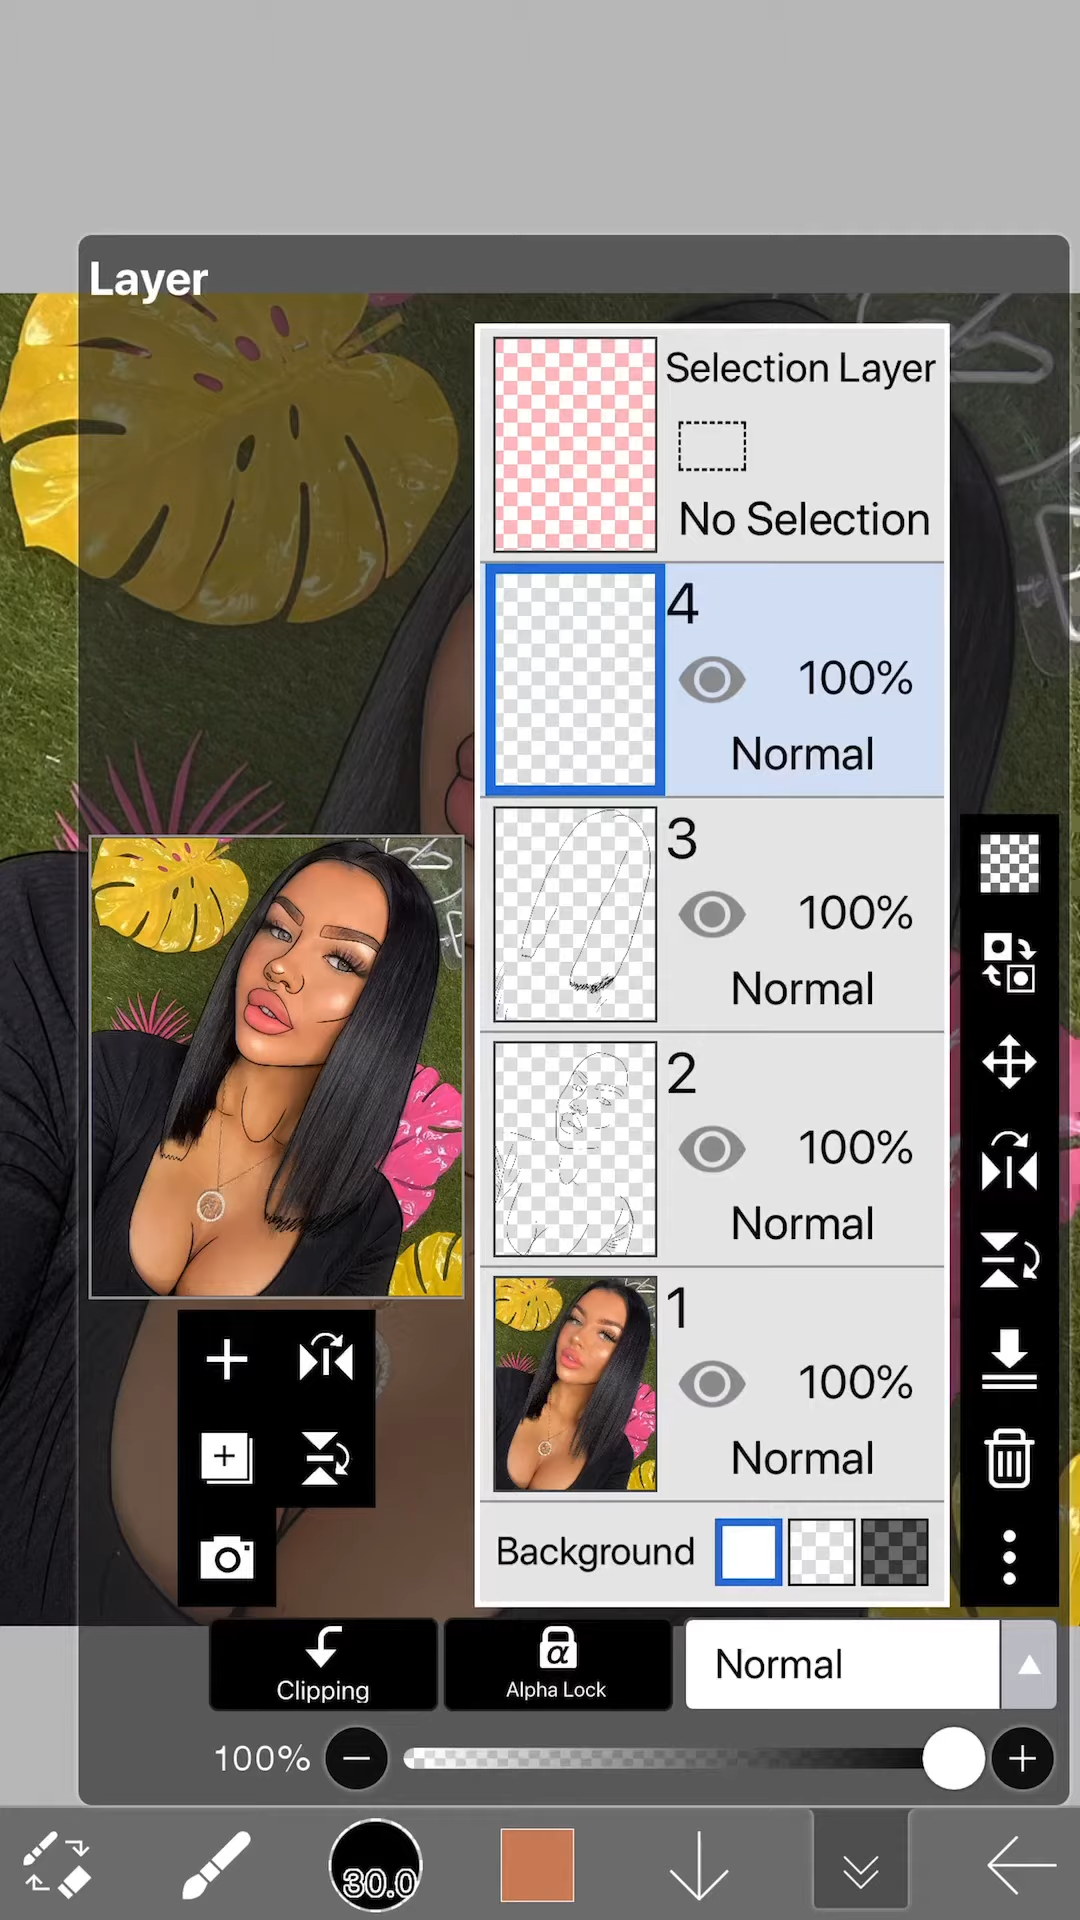 Layer
Selection Layer
No Selection
4
100%
Normal
3
100%
Normal
2
100%
Normal
1
100%
Normal
Background
Clipping
α
Alpha Lock
Normal
100%
30.0